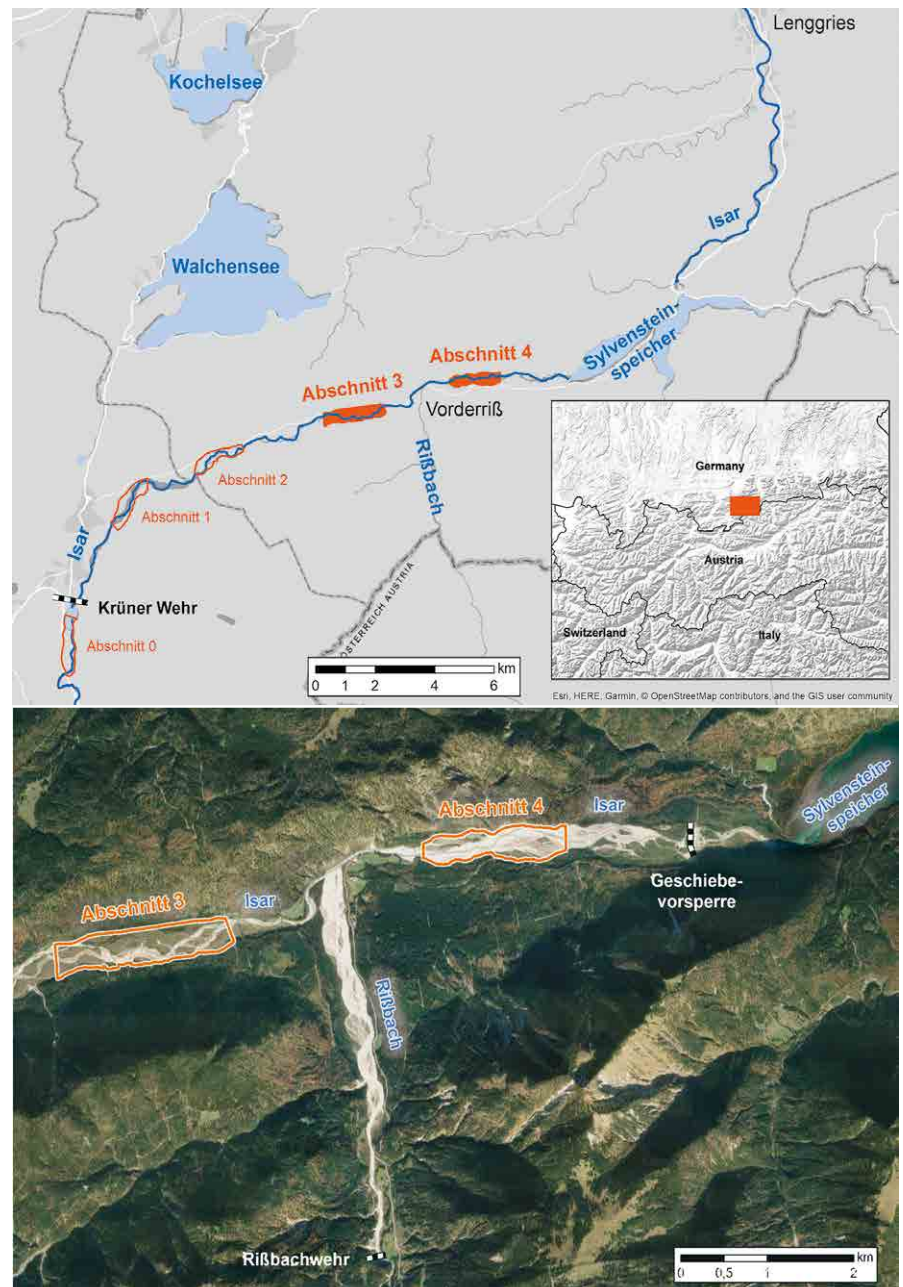 Lenggries
Kochelsee
Isar
Walchensee
Sylvenstein-
speicher
Abschnitt 4
Abschnitt 3
Vorderriß
Rißbach
Abschnitt 2
Abschnitt 1
Isar
Krüner Wehr
Abschnitt 0
ÖSTERREICH AUSTRIA
km
0 1 2 4 6
Germany
Austria
Switzerland
Italy
Esri, HERE, Garmin, © OpenStreetMap contributors, and the GIS user community
Sylvenstein-
speicher
Isar
Abschnitt 4
Geschiebe-
vorsperre
Abschnitt 3
Isar
Rißbach
Rißbachwehr
km
0 0,5 1 2